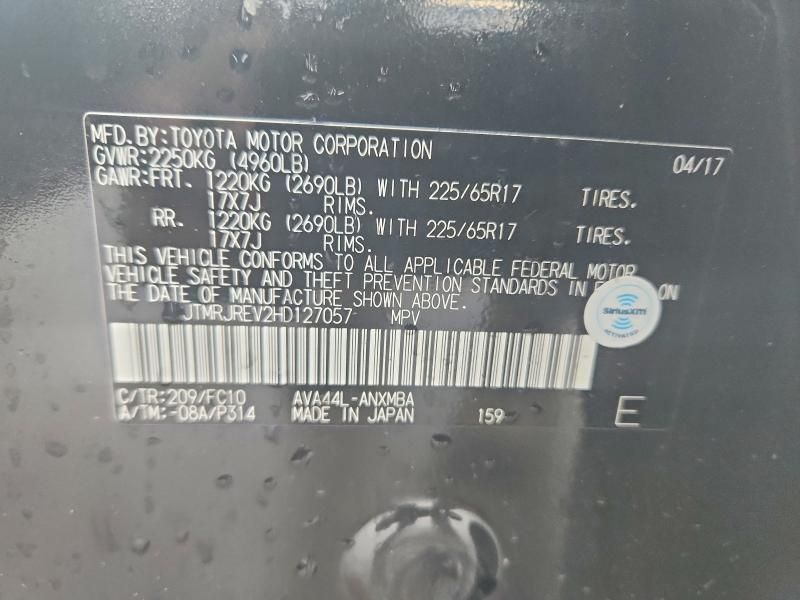 MFD.BY:TOYOTA MOTOR CORPORATION 04/17
GVWR:2250KG (4960LB)
GAWR:FRT. 1220KG (2690LB) WITH 225/65R17 TIRES.
17X7J RIMS.
RR. 1220KG (2690LB) WITH 225/65R17 TIRES.
17X7J RIMS.
THIS VEHICLE CONFORMS TO ALL APPLICABLE FEDERAL MOTOR
VEHICLE SAFETY AND THEFT PREVENTION STANDARDS IN ON
THE DATE OF MANUFACTURE SHOWN ABOVE.
JTMRJREV2HD127057 MPV
SiriusXM
C/TR:209/FC10 AVA44L-ANXMBA
A/TM:-08A/P314 MADE IN JAPAN 159 E